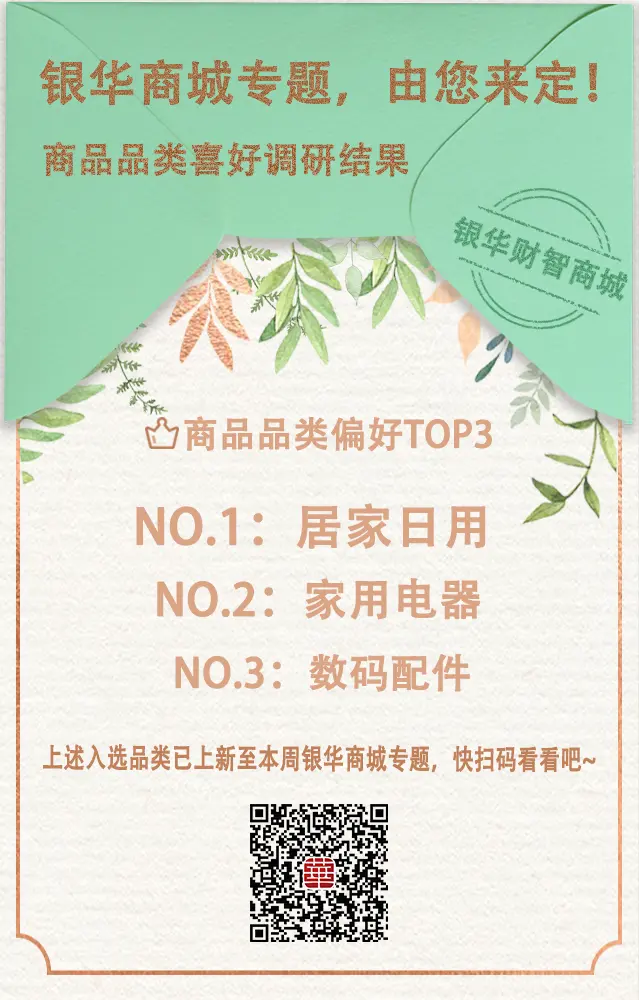 银华商城专题，由您来定！
商品品类喜好调研结果
银华财智商城
商品品类偏好TOP3
NO.1：居家日用
NO.2：家用电器
NO.3：数码配件
上述入选品类已上新至本周银华商城专题，快扫码看看吧~
華